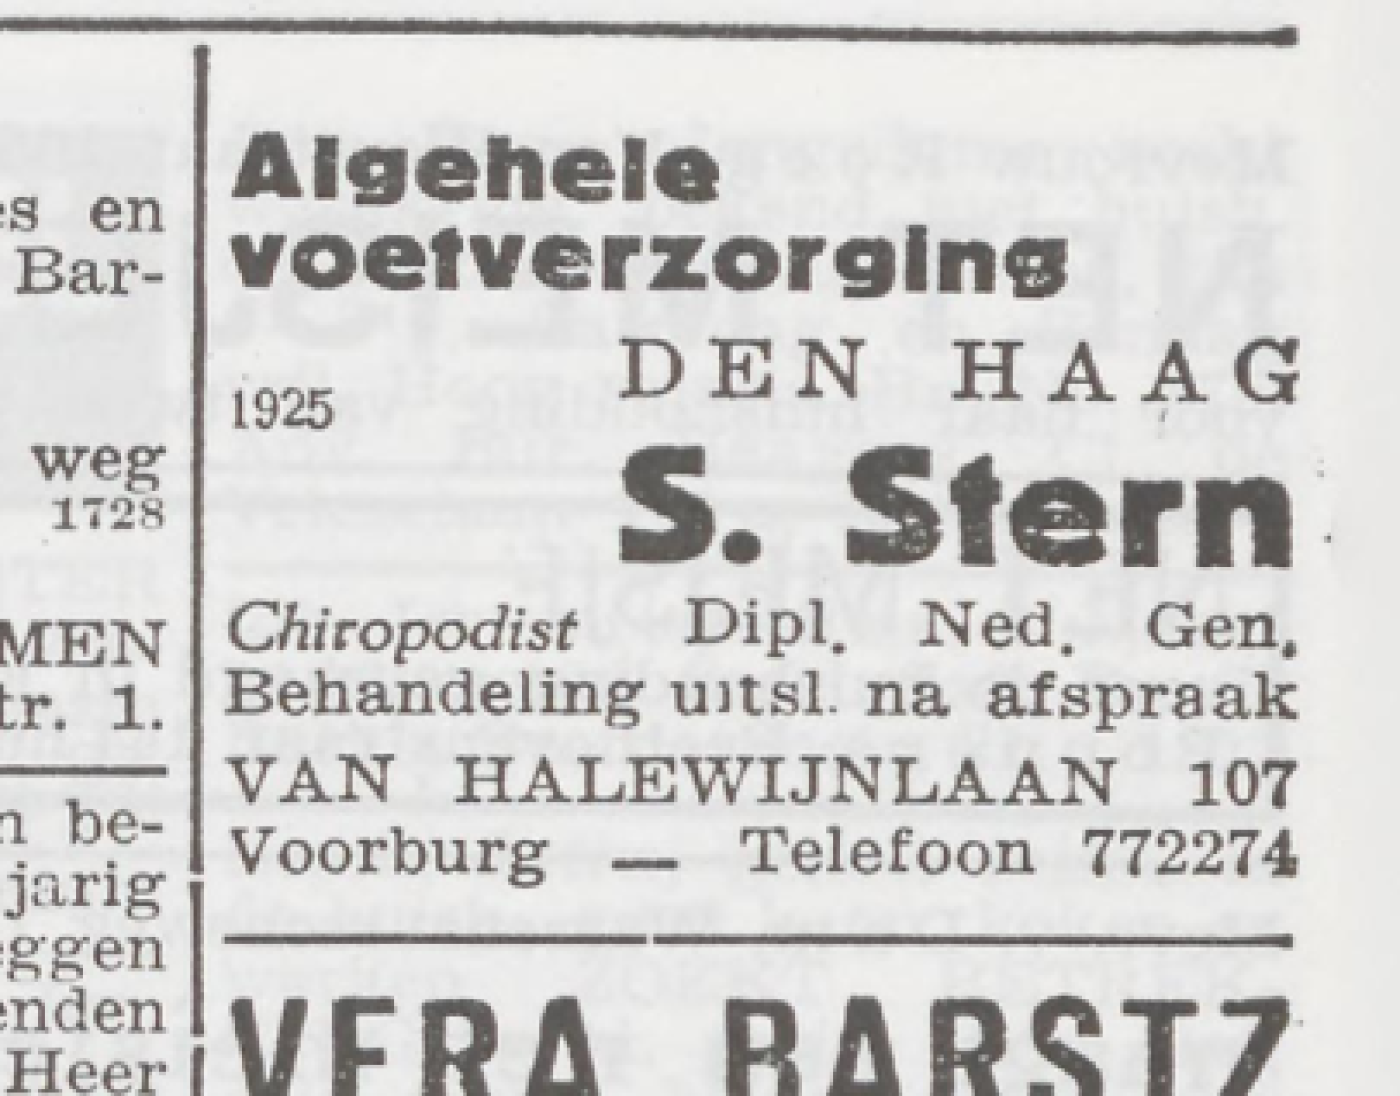 es en
Bar-
weg
1728
MEN
tr. 1.
n be-
jarig
eggen
enden
Heer
Algehele
voetverzorging
DEN HAAG
1925
S. Stern
Chiropodist Dipl. Ned. Gen.
Behandeling uitsl. na afspraak
VAN HALEWIJNLAAN 107
Voorburg — Telefoon 772274
VERA BARSTZ